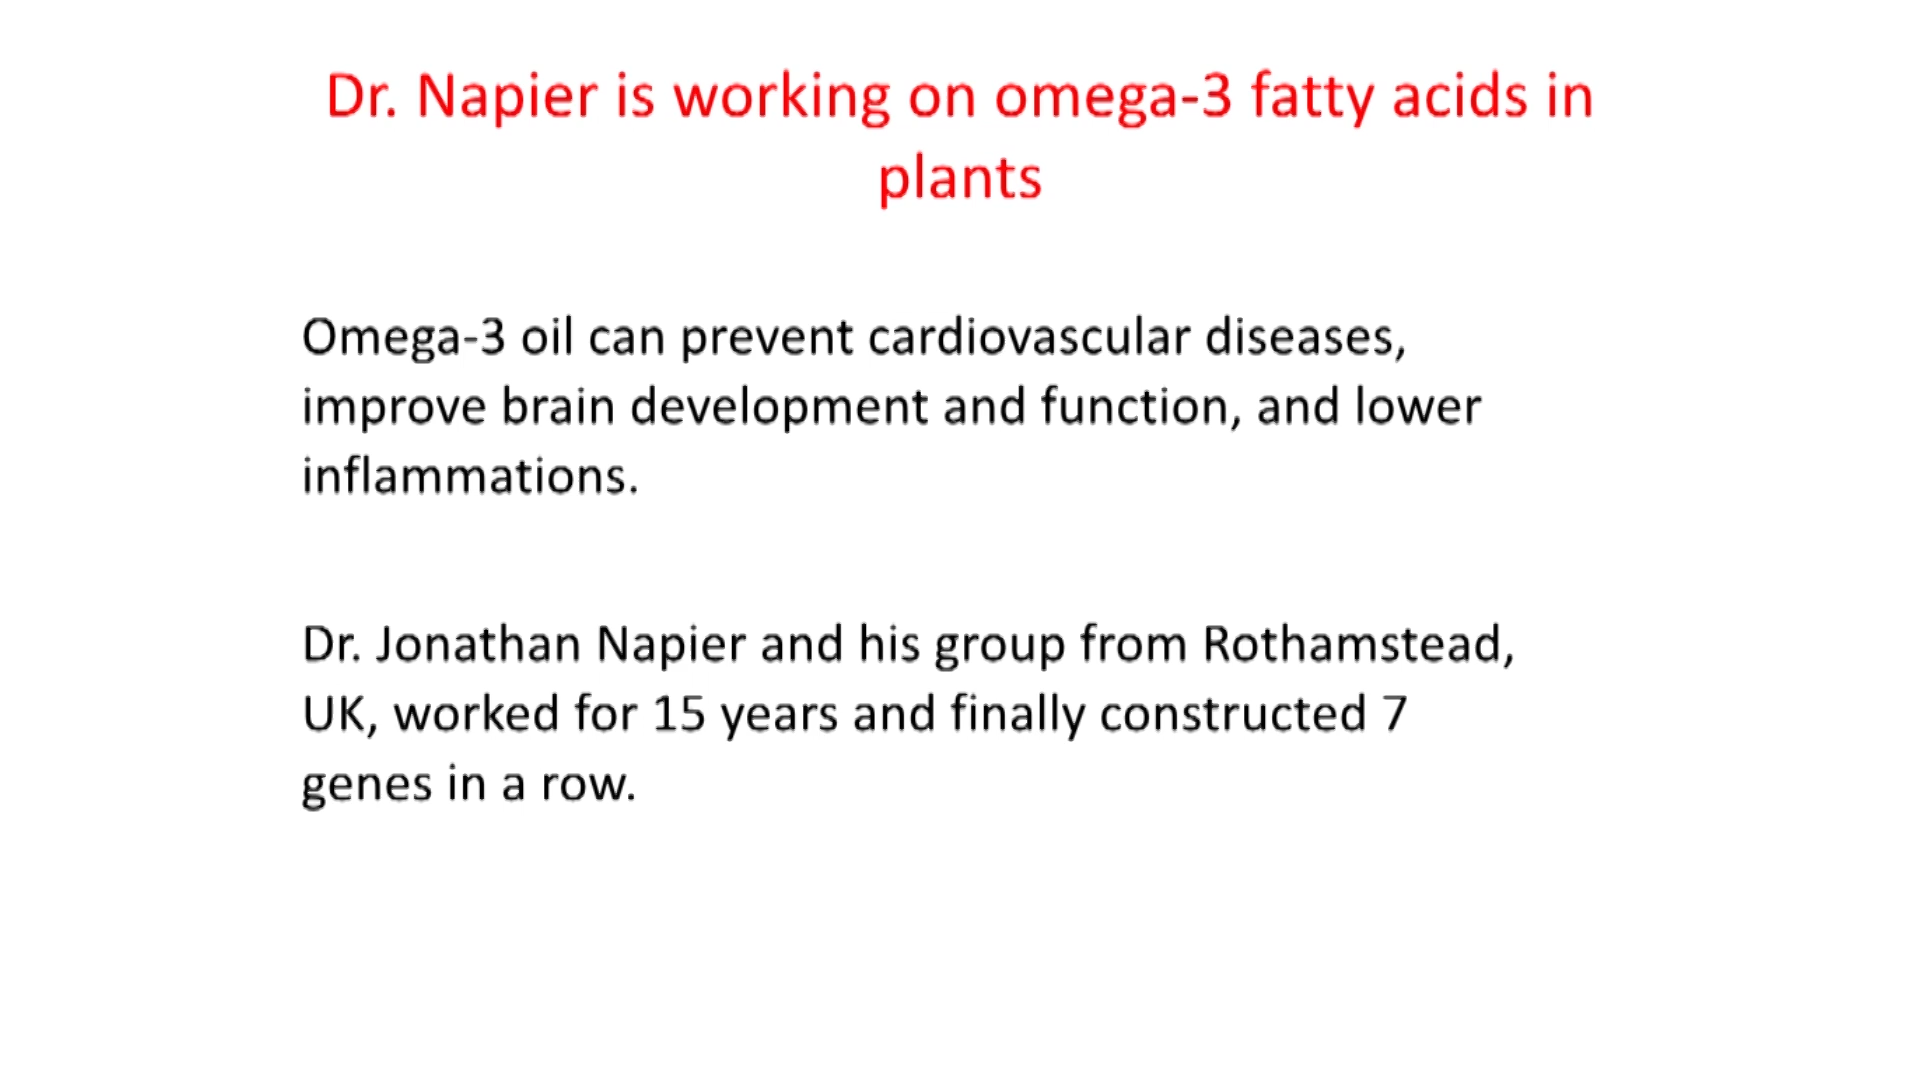 Dr. Napier is working on omega-3 fatty acids in
plants
Omega-3 oil can prevent cardiovascular diseases,
improve brain development and function, and lower
inflammations.
Dr. Jonathan Napier and his group from Rothamstead,
UK, worked for 15 years and finally constructed 7
genes in a row.